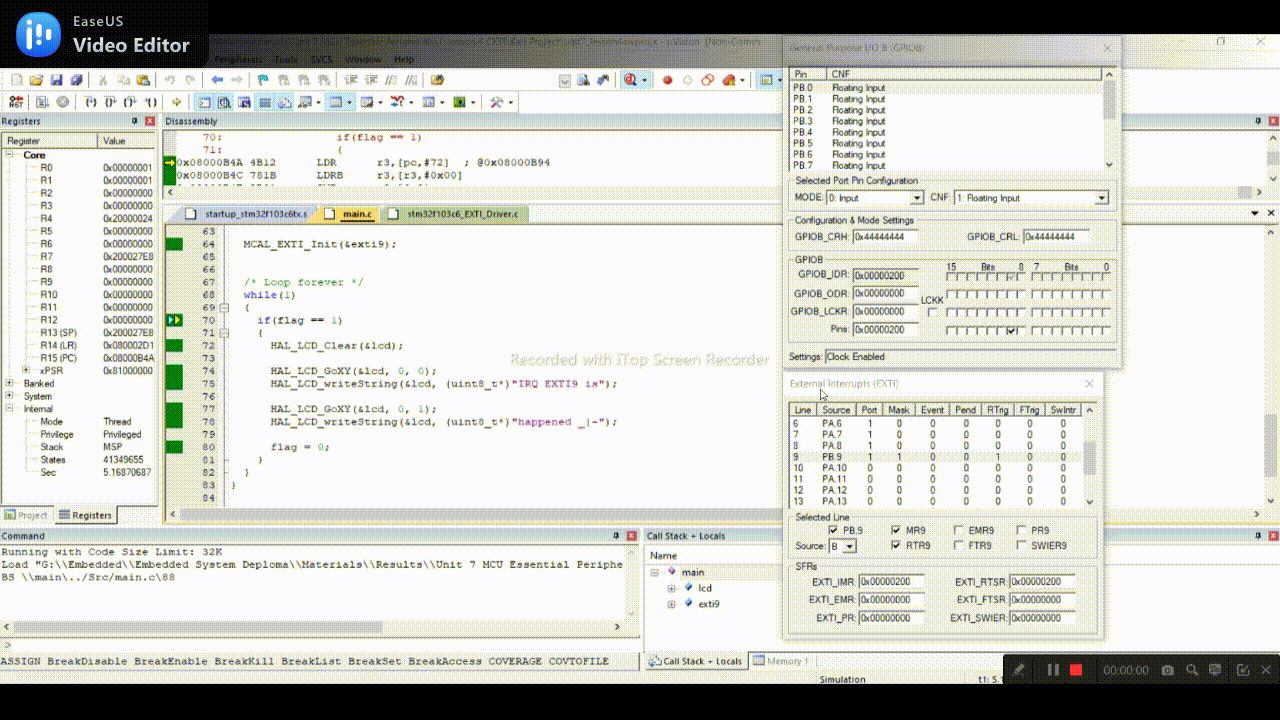 EaseUS
Video Editor
Peripherals Tools SVCS Window Help
Registers
Register Value
Core
R0 0x00000001
R1 0x00000001
R2 0x00000000
R3 0x00000000
R4 0x20000024
R5 0x00000000
R6 0x00000000
R7 0x200027E8
R8 0x00000000
R9 0x00000000
R10 0x00000000
R11 0x00000000
R12 0x00000000
R13 (SP) 0x200027E8
R14 (LR) 0x080002D1
R15 (PC) 0x08000B4A
xPSR 0x81000000
Banked
System
Internal
Mode Thread
Privilege Privileged
Stack MSP
States 41349655
Sec 5.16870687
Project Registers
Disassembly
70: if(flag == 1)
71: {
0x08000B4A 4B12 LDR r3,[pc,#72] ; @0x08000B94
0x08000B4C 781B LDRB r3,[r3,#0x00]
startup_stm32f103c6tx.s main.c stm32f103c6_EXTI_Driver.c
63
64 MCAL_EXTI_Init(&exti9);
65
66
67 /* Loop forever */
68 while(1)
69 {
70 if(flag == 1)
71 {
72 HAL_LCD_Clear(&lcd);
73
74 HAL_LCD_GoXY(&lcd, 0, 0);
75 HAL_LCD_writeString(&lcd, (uint8_t*)"IRQ EXTI9 is");
76
77 HAL_LCD_GoXY(&lcd, 0, 1);
78 HAL_LCD_writeString(&lcd, (uint8_t*)"happened _|-");
79
80 flag = 0;
81 }
82 }
83 }
84
Recorded with iTop Screen Recorder
General Purpose I/O B (GPIOB)
Pin CNF
PB.0 Floating Input
PB.1 Floating Input
PB.2 Floating Input
PB.3 Floating Input
PB.4 Floating Input
PB.5 Floating Input
PB.6 Floating Input
PB.7 Floating Input
Selected Port Pin Configuration
MODE: 0: Input CNF: 1: Floating Input
Configuration & Mode Settings
GPIOB_CRH: 0x44444444 GPIOB_CRL: 0x44444444
GPIOB
15 Bits 8 7 Bits 0
GPIOB_IDR: 0x00000200
GPIOB_ODR: 0x00000000
LCKK
GPIOB_LCKR: 0x00000000
Pins: 0x00000200
Settings: Clock Enabled
External Interrupts (EXTI)
Line Source Port Mask Event Pend RTrig FTrig SwIntr
6 PA.6 1 0 0 0 0 0 0
7 PA.7 1 0 0 0 0 0 0
8 PA.8 1 0 0 0 0 0 0
9 PB.9 1 1 0 0 1 0 0
10 PA.10 0 0 0 0 0 0 0
11 PA.11 0 0 0 0 0 0 0
12 PA.12 0 0 0 0 0 0 0
13 PA.13 0 0 0 0 0 0 0
Selected Line
PB.9 MR9 EMR9 PR9
Source: B RTR9 FTR9 SWIER9
SFRs
EXTI_IMR: 0x00000200 EXTI_RTSR: 0x00000200
EXTI_EMR: 0x00000000 EXTI_FTSR: 0x00000000
EXTI_PR: 0x00000000 EXTI_SWIER: 0x00000000
Command
Running with Code Size Limit: 32K
Load "G:\\Embedded\\Embedded System Deploma\\Materials\\Results\\Unit 7 MCU Essential Periphe
BS \\main\../Src/main.c\88
>
ASSIGN BreakDisable BreakEnable BreakKill BreakList BreakSet BreakAccess COVERAGE COVTOFILE
Call Stack + Locals
Name
main
lcd
exti9
Call Stack + Locals Memory 1
Simulation
00:00:00